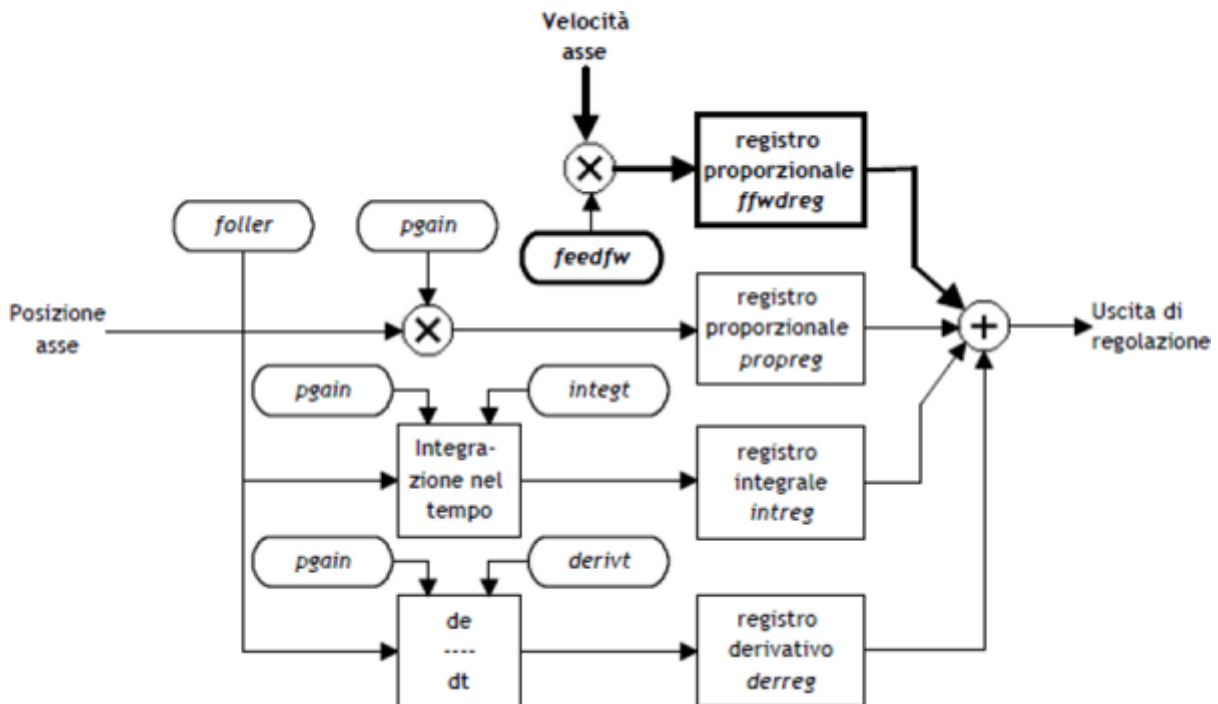 Velocità
asse
registro
proporzionale
ffwdreg
foller
pgain
feedfw
Posizione
asse
registro
proporzionale
propreg
Uscita di
regolazione
pgain
integt
Integra-
zione nel
tempo
registro
integrale
intreg
pgain
derivt
de
----
dt
registro
derivativo
derreg